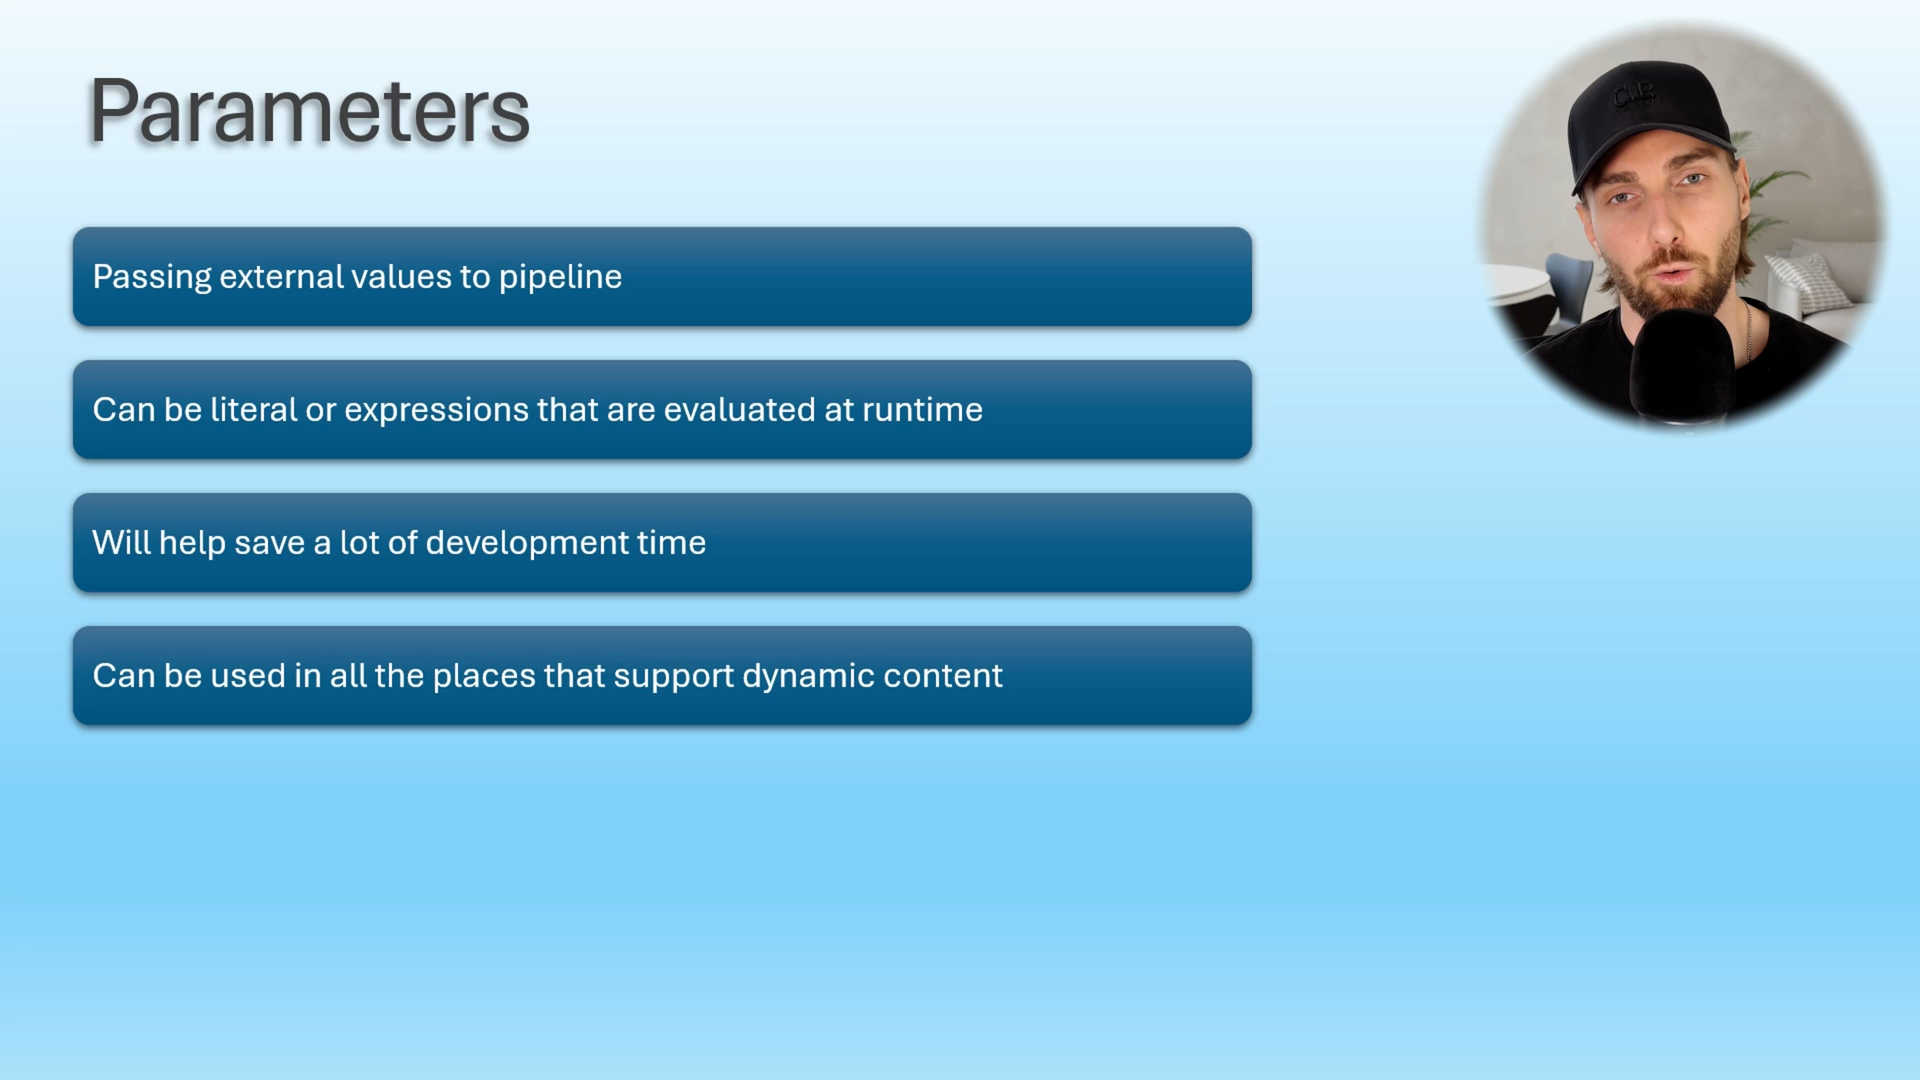 Parameters
Passing external values to pipeline
Can be literal or expressions that are evaluated at runtime
Will help save a lot of development time
Can be used in all the places that support dynamic content